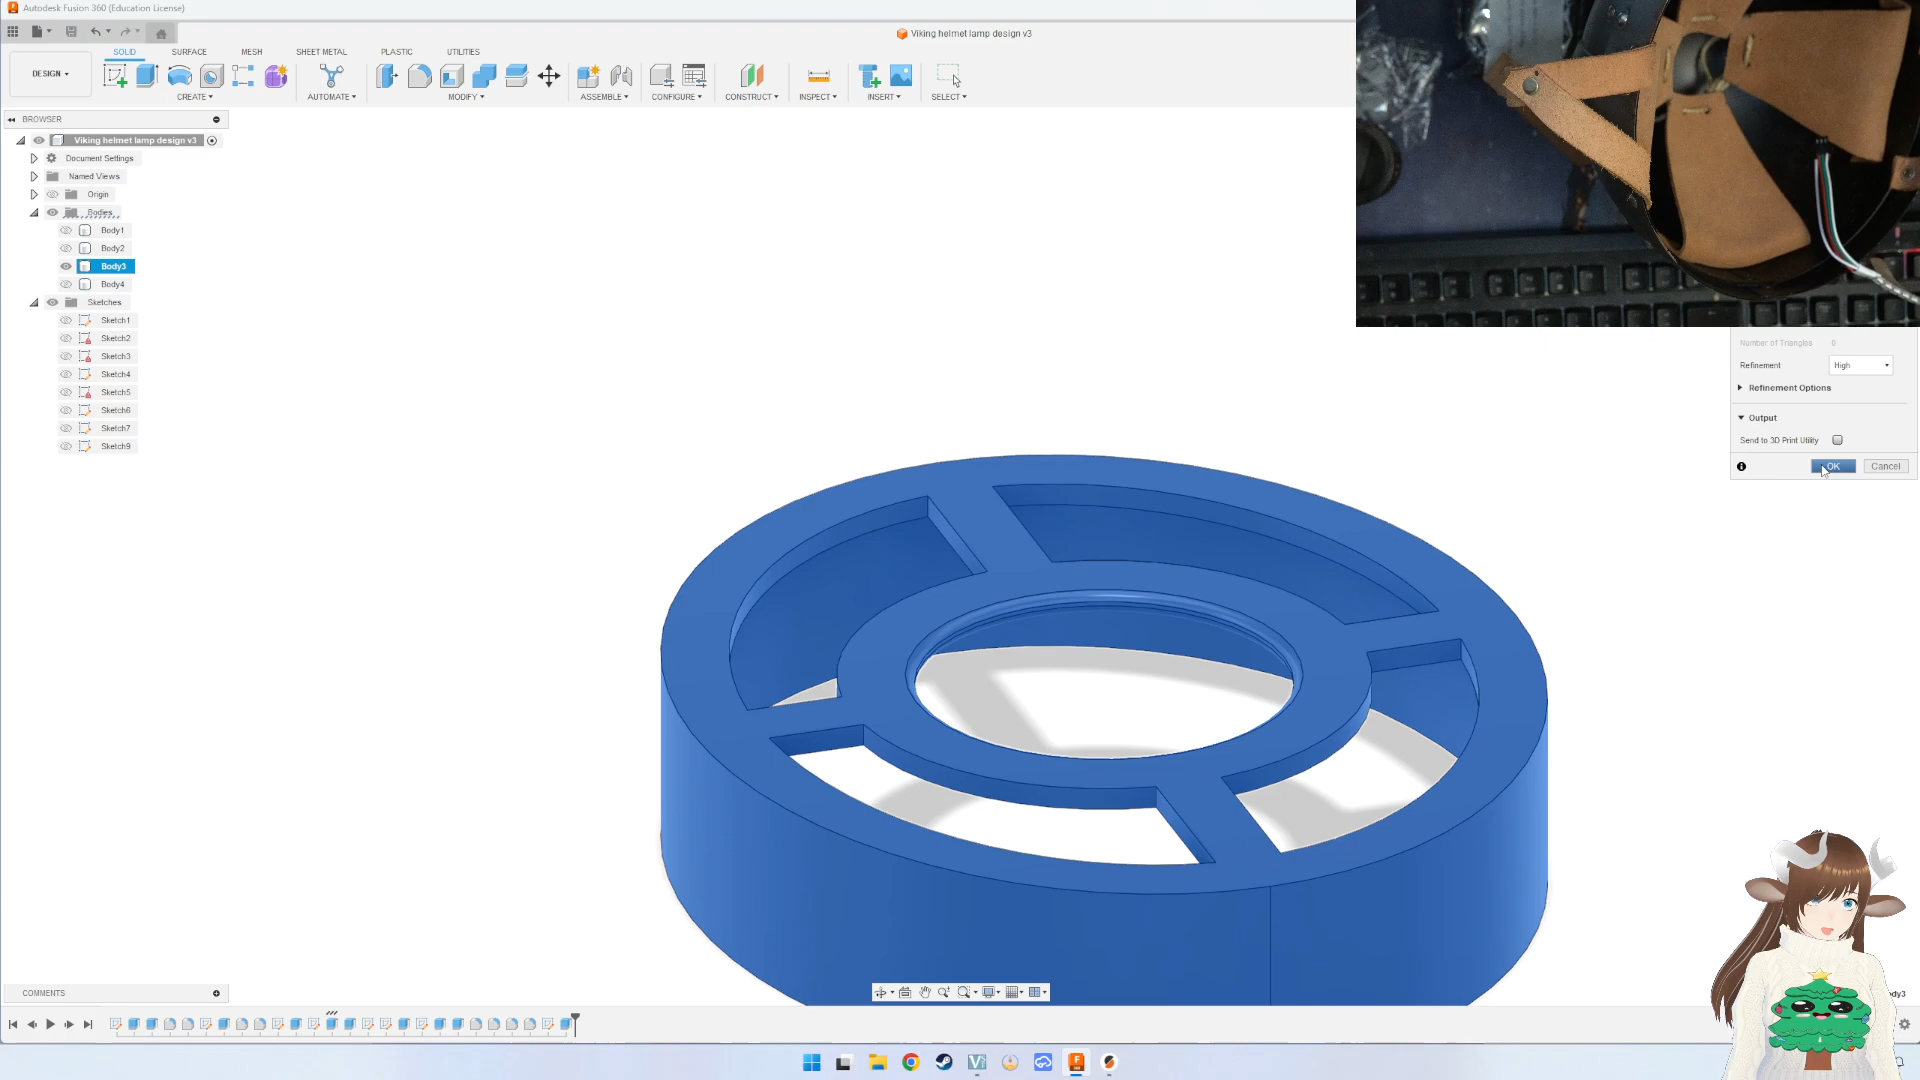 Autodesk Fusion 360 (Education License)
Viking helmet lamp design v3
SOLID SURFACE MESH SHEET METAL PLASTIC UTILITIES
DESIGN
CREATE AUTOMATE MODIFY ASSEMBLE CONFIGURE CONSTRUCT INSPECT INSERT SELECT
BROWSER
Viking helmet lamp design v3
Document Settings
Named Views
Origin
Bodies
Body1
Body2
Body3
Body4
Sketches
Sketch1
Sketch2
Sketch3
Sketch4
Sketch5
Sketch6
Sketch7
Sketch9
Number of Triangles 0
Refinement High
Refinement Options
Output
Send to 3D Print Utility
OK Cancel
COMMENTS
dy3